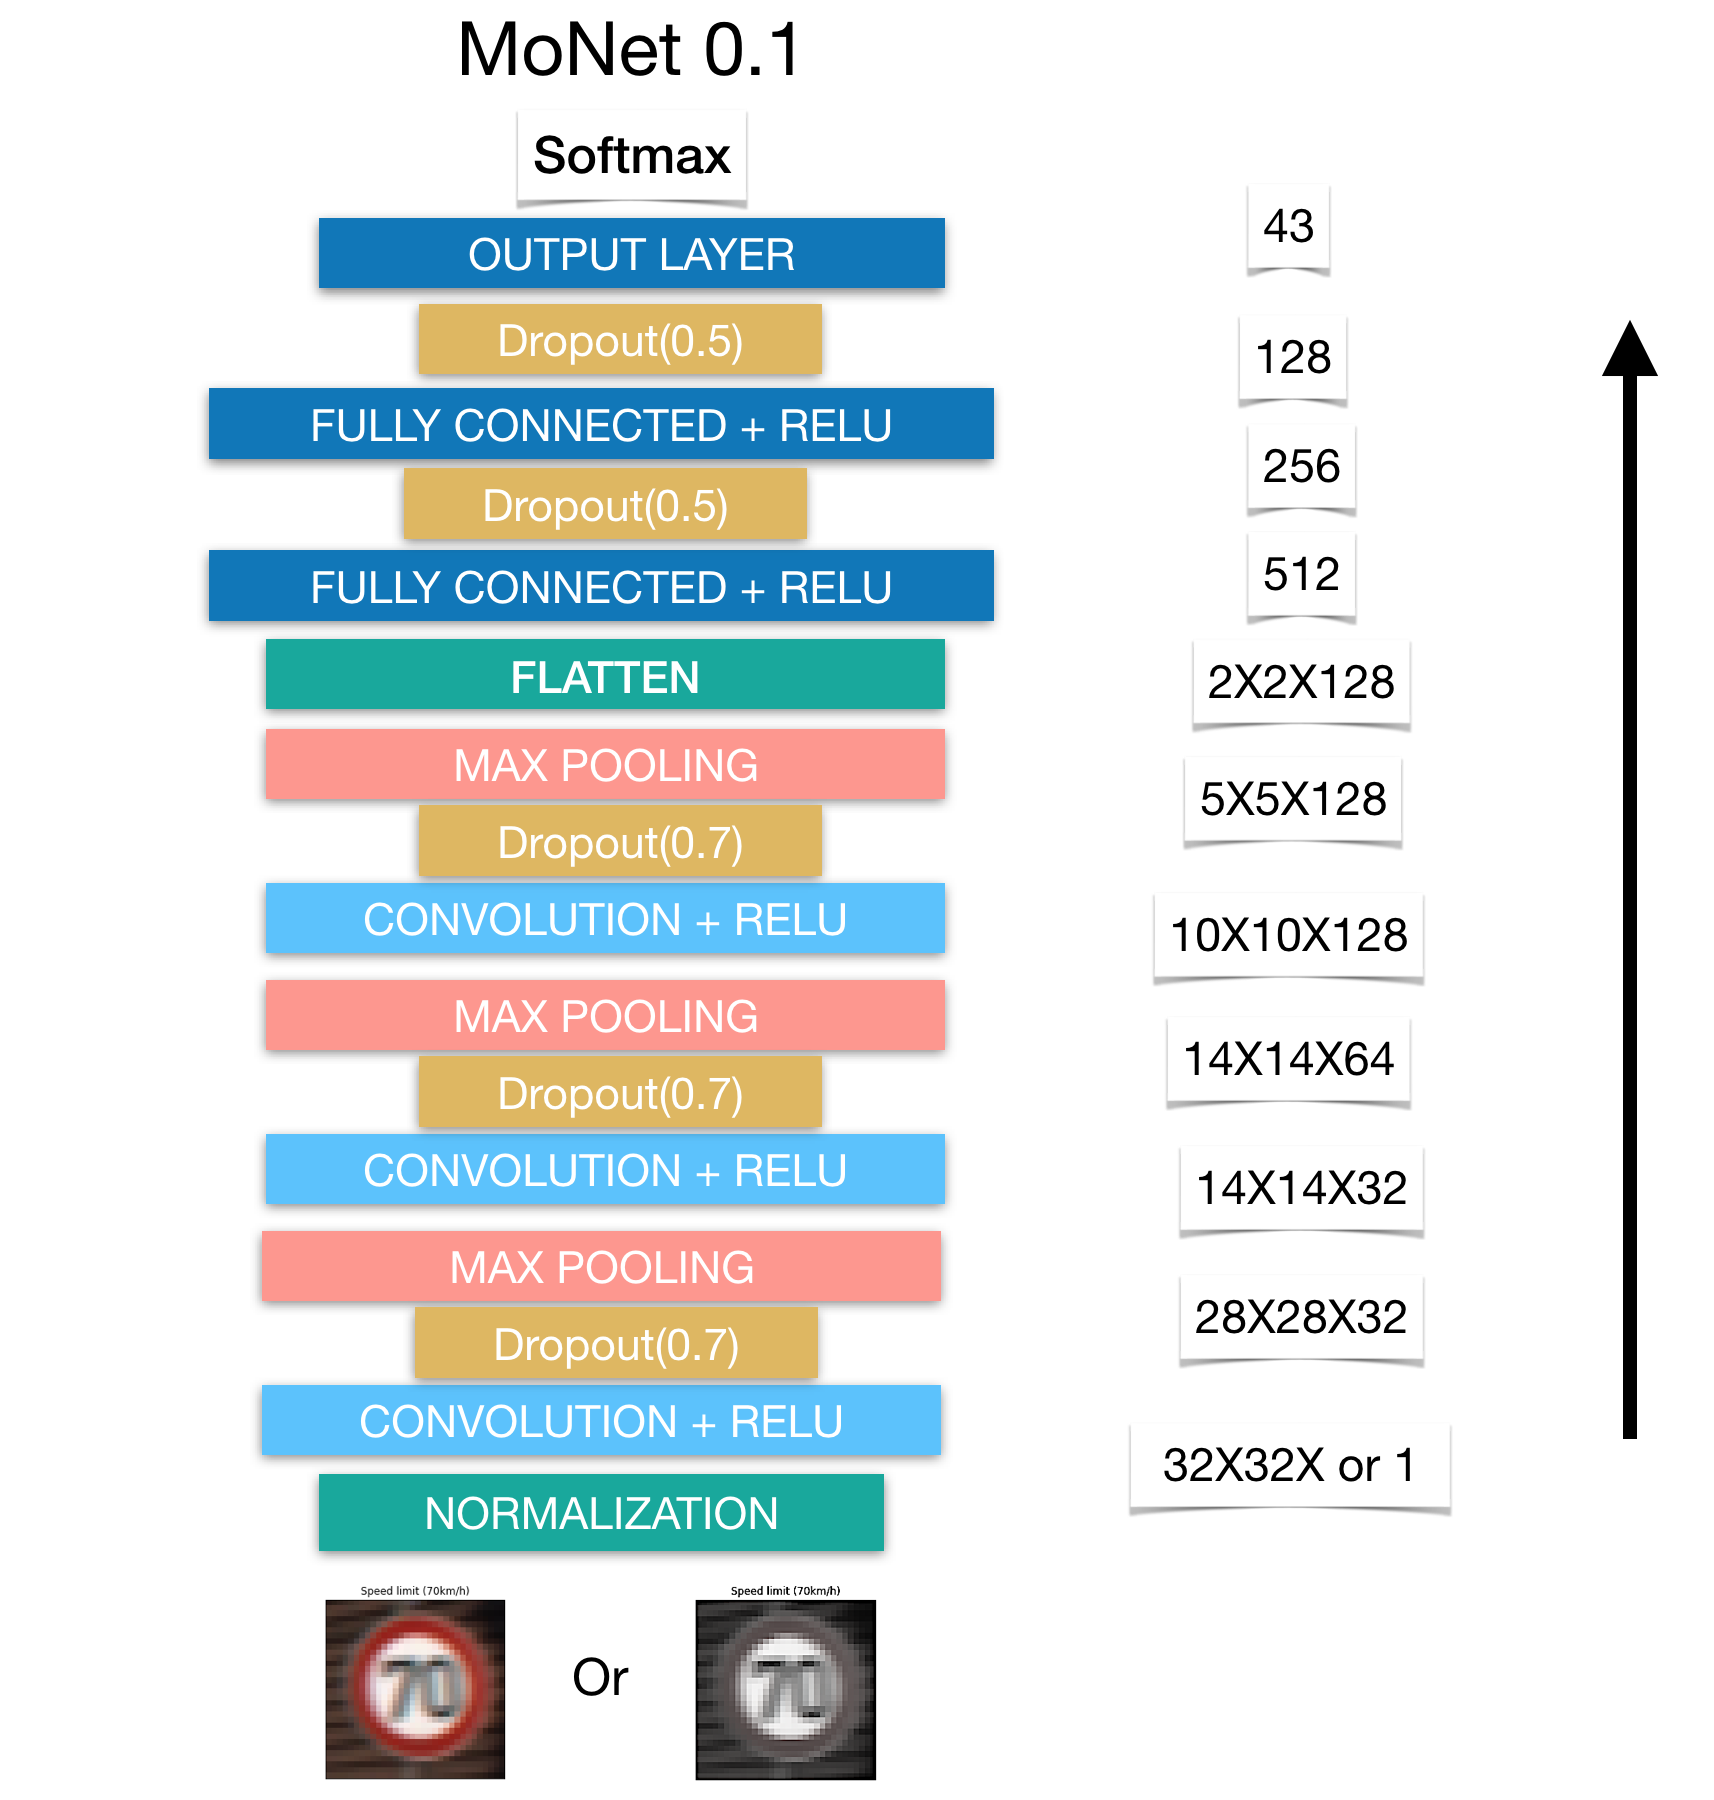 MoNet 0.1
Softmax
43
OUTPUT LAYER
Dropout(0.5)
128
FULLY CONNECTED + RELU
256
Dropout(0.5)
512
FULLY CONNECTED + RELU
FLATTEN
2X2X128
MAX POOLING
5X5X128
Dropout(0.7)
CONVOLUTION + RELU
10X10X128
MAX POOLING
14X14X64
Dropout(0.7)
CONVOLUTION + RELU
14X14X32
MAX POOLING
28X28X32
Dropout(0.7)
CONVOLUTION + RELU
32X32X or 1
NORMALIZATION
Speed limit (70km/h)
Speed limit (70km/h)
70
Or
70